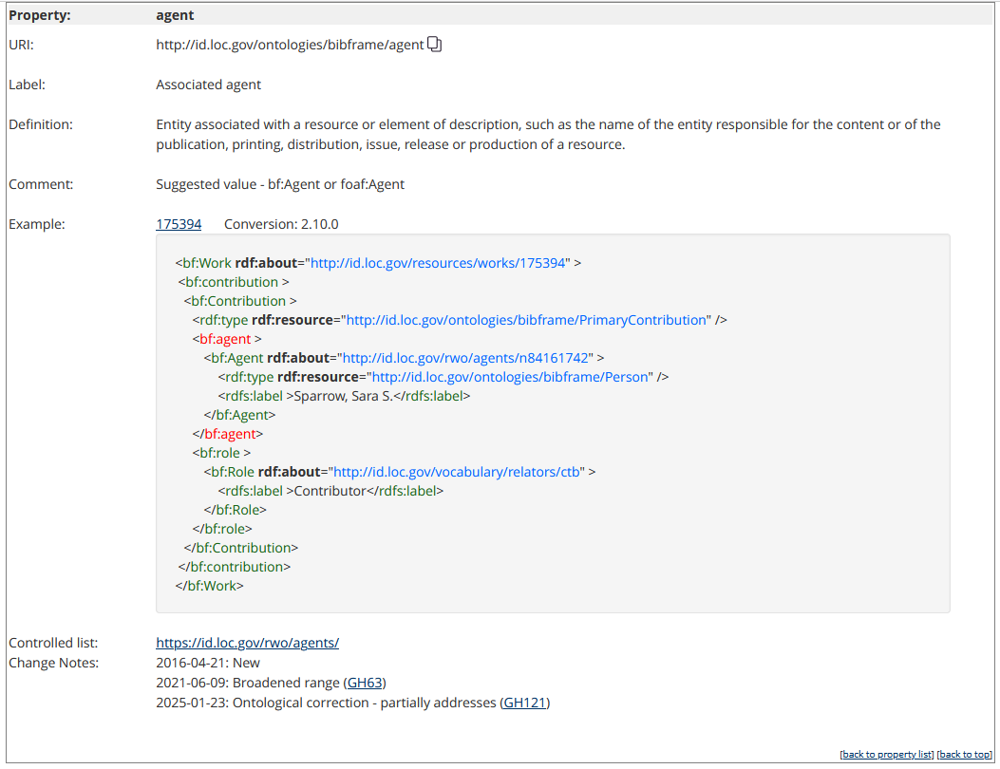 Property: agent
URI: http://id.loc.gov/ontologies/bibframe/agent
Label: Associated agent
Definition: Entity associated with a resource or element of description, such as the name of the entity responsible for the content or of the
publication, printing, distribution, issue, release or production of a resource.
Comment: Suggested value - bf:Agent or foaf:Agent
Example: 175394 Conversion: 2.10.0
<bf:Work rdf:about="http://id.loc.gov/resources/works/175394" >
<bf:contribution >
<bf:Contribution >
<rdf:type rdf:resource="http://id.loc.gov/ontologies/bibframe/PrimaryContribution" />
<bf:agent >
<bf:Agent rdf:about="http://id.loc.gov/rwo/agents/n84161742" >
<rdf:type rdf:resource="http://id.loc.gov/ontologies/bibframe/Person" />
<rdfs:label >Sparrow, Sara S.</rdfs:label>
</bf:Agent>
</bf:agent>
<bf:role >
<bf:Role rdf:about="http://id.loc.gov/vocabulary/relators/ctb" >
<rdfs:label >Contributor</rdfs:label>
</bf:Role>
</bf:role>
</bf:Contribution>
</bf:contribution>
</bf:Work>
Controlled list: https://id.loc.gov/rwo/agents/
Change Notes: 2016-04-21: New
2021-06-09: Broadened range (GH63)
2025-01-23: Ontological correction - partially addresses (GH121)
[back to property list] [back to top]